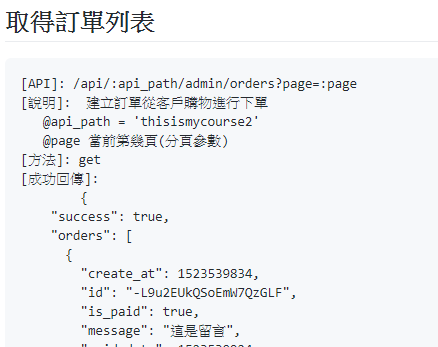 取得訂單列表
[API]: /api/:api_path/admin/orders?page=:page
[說明]: 建立訂單從客戶購物進行下單
@api_path = 'thisismycourse2'
@page 當前第幾頁(分頁參數)
[方法]: get
[成功回傳]:
{
"success": true,
"orders": [
{
"create_at": 1523539834,
"id": "-L9u2EUkQSoEmW7QzGLF",
"is_paid": true,
"message": "這是留言",